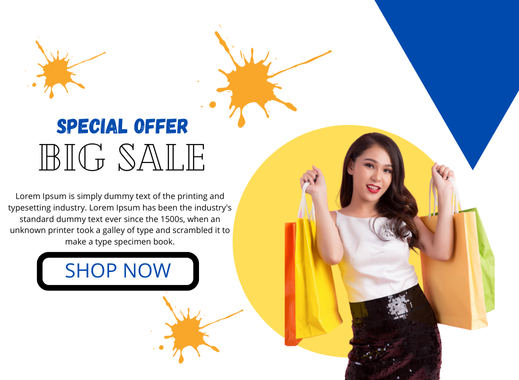 SPECIAL OFFER
BIG SALE
Lorem Ipsum is simply dummy text of the printing and
typesetting industry. Lorem Ipsum has been the industry's
standard dummy text ever since the 1500s, when an
unknown printer took a galley of type and scrambled it to
make a type specimen book.
SHOP NOW